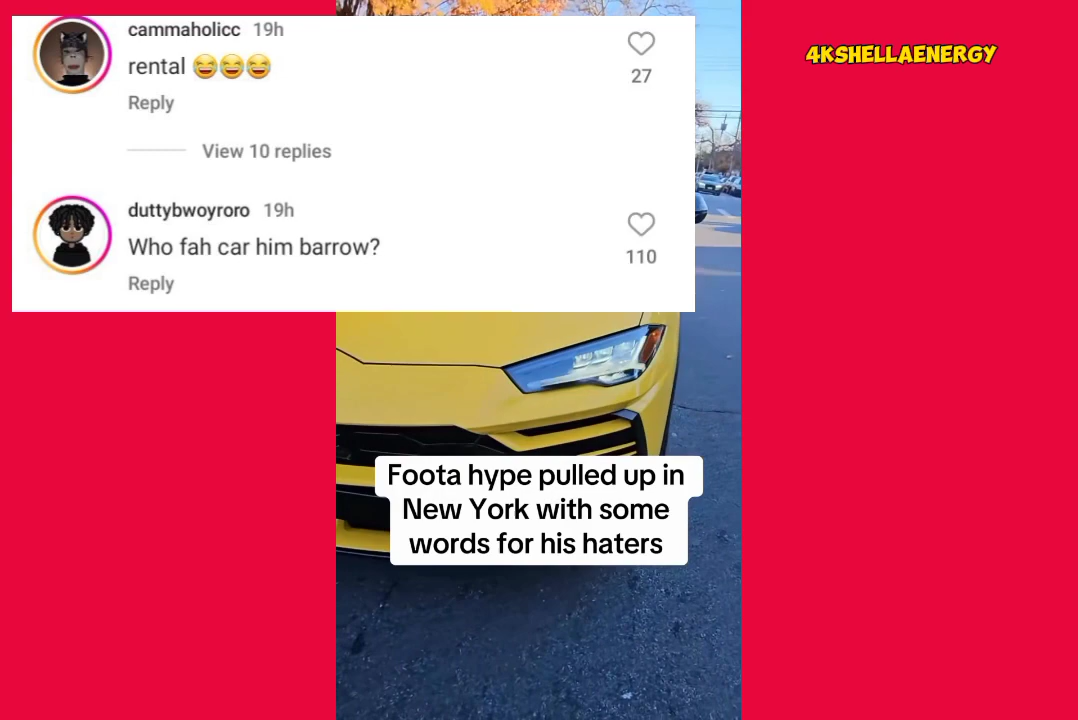 cammaholicc 19h
rental 😂😂😂
27
Reply
View 10 replies
duttybwoyroro 19h
Who fah car him barrow?
110
Reply
4KSHELLAENERGY
Foota hype pulled up in
New York with some
words for his haters